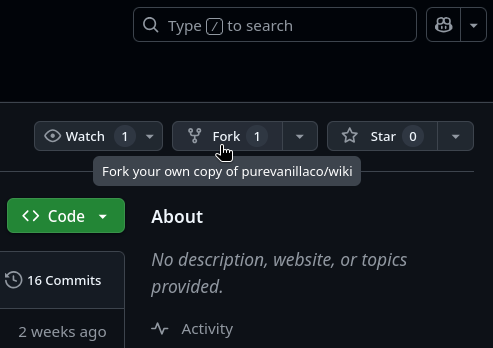 Type / to search
Watch 1 Fork 1 Star 0
Fork your own copy of purevanillaco/wiki
Code
About
16 Commits
No description, website, or topics
provided.
2 weeks ago
Activity